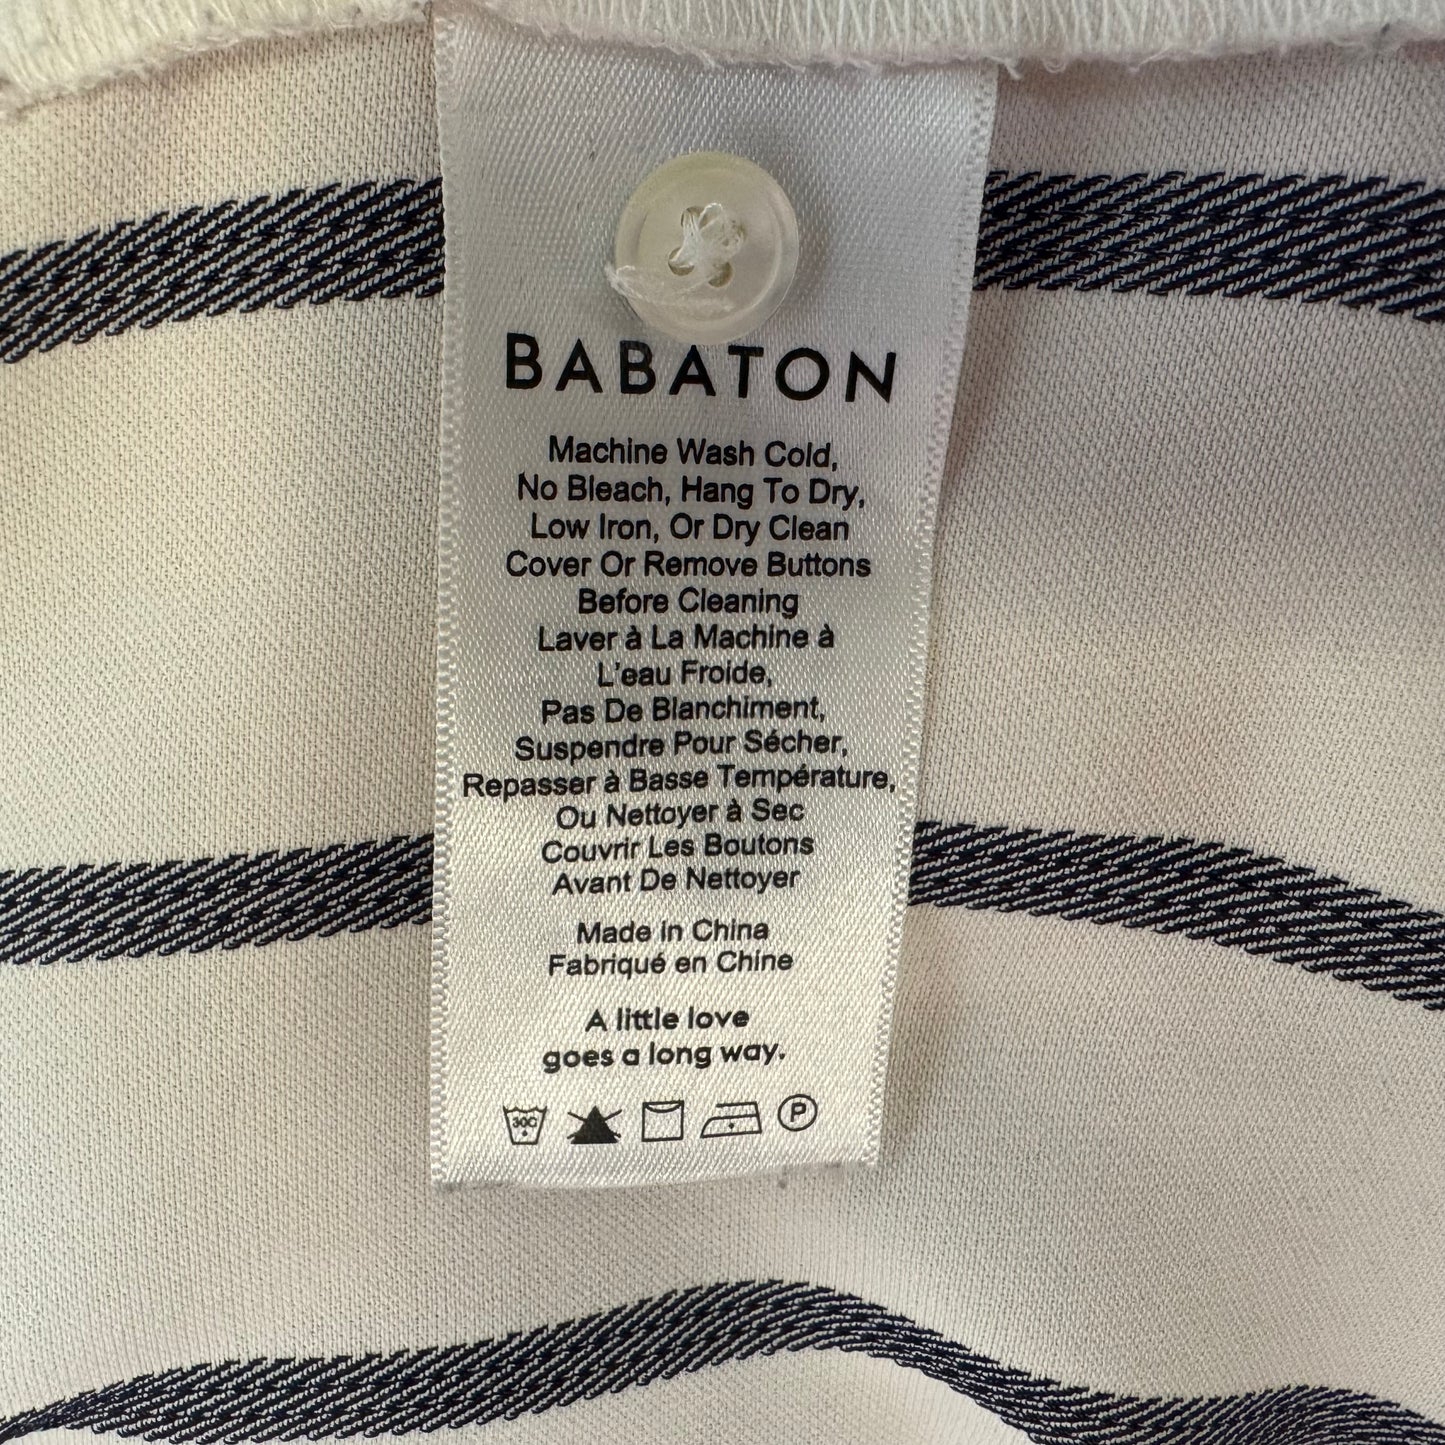 BABATON
Machine Wash Cold,
No Bleach, Hang To Dry,
Low Iron, Or Dry Clean
Cover Or Remove Buttons
Before Cleaning
Laver à La Machine à
L'eau Froide,
Pas De Blanchiment,
Suspendre Pour Sécher,
Repasser à Basse Température,
Ou Nettoyer à Sec
Couvrir Les Boutons
Avant De Nettoyer
Made in China
Fabriqué en Chine
A little love
goes a long way.
30C P